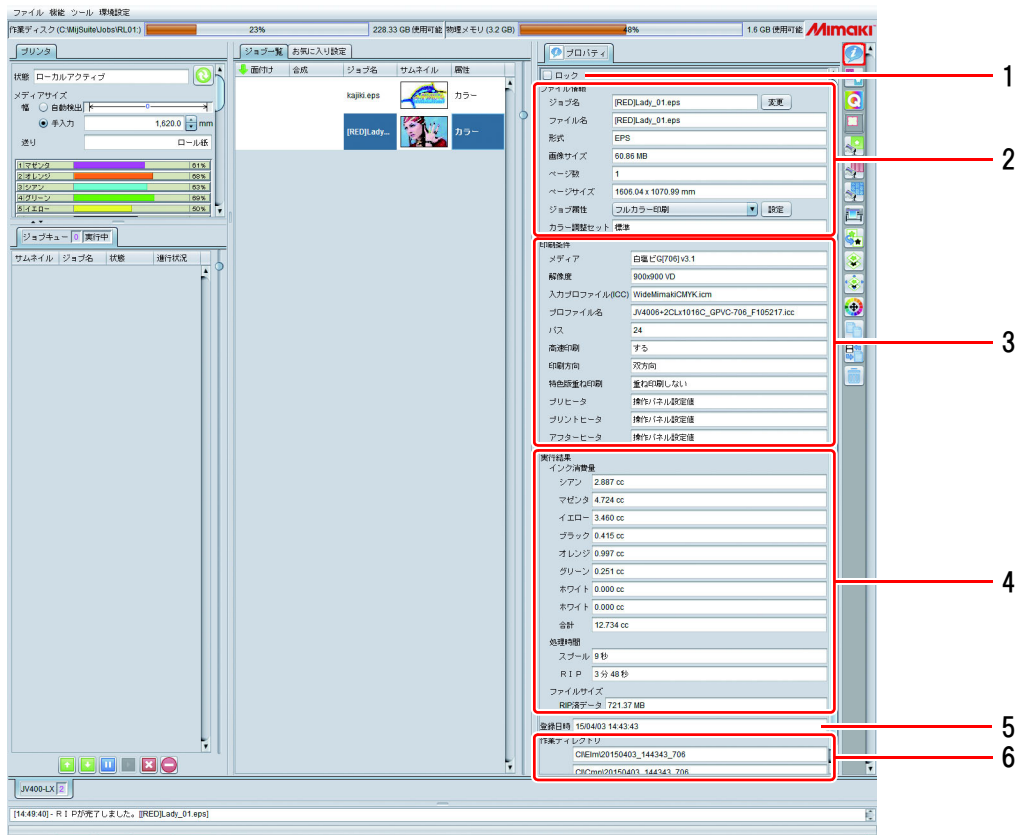 ファイル 機能 ツール 環境設定
作業ディスク (C:\MijSuite\Jobs\RL01:) 23% 228.33 GB 使用可能 物理メモリ (3.2 GB) 48% 1.6 GB 使用可能 Mimaki
プリンタ
状態 ローカルアクティブ
メディアサイズ
幅 自動検出 0
手入力 1,620.0 mm
送り ロール紙
1 マゼンタ 61%
2 オレンジ 68%
3 シアン 63%
4 グリーン 69%
5 イエロー 50%
ジョブキュー 0 実行中
サムネイル ジョブ名 状態 進行状況
ジョブ一覧 お気に入り設定
面付け 合成 ジョブ名 サムネイル 属性
kajiki.eps カラー
[RED]Lady_... カラー
プロパティ
ロック
1
ファイル情報
ジョブ名 [RED]Lady_01.eps 変更
ファイル名 [RED]Lady_01.eps
形式 EPS
画像サイズ 60.86 MB
2
ページ数 1
ページサイズ 1606.04 x 1070.99 mm
ジョブ属性 フルカラー印刷 設定
カラー調整セット 標準
印刷条件
メディア 白塩ビG[706] v3.1
解像度 900x900 VD
入力プロファイル(ICC) WideMimakiCMYK.icm
プロファイル名 JV4006+2CLx1016C_GPVC-706_F105217.icc
パス 24
高速印刷 する
3
印刷方向 双方向
特色版重ね印刷 重ね印刷しない
プリヒータ 操作パネル設定値
プリントヒータ 操作パネル設定値
アフターヒータ 操作パネル設定値
実行結果
インク消費量
シアン 2.887 cc
マゼンタ 4.724 cc
イエロー 3.460 cc
ブラック 0.415 cc
オレンジ 0.997 cc
グリーン 0.251 cc
ホワイト 0.000 cc
4
ホワイト 0.000 cc
合計 12.734 cc
処理時間
スプール 9 秒
ＲＩＰ 3 分 48 秒
ファイルサイズ
RIP済データ 721.37 MB
登録日時 15/04/03 14:43:43
5
作業ディレクトリ
C\\Elm\20150403_144343_706
6
C\\Cmn\20150403_144343_706
JV400-LX 2
[14:49:40] - ＲＩＰが完了しました。[[RED]Lady_01.eps]